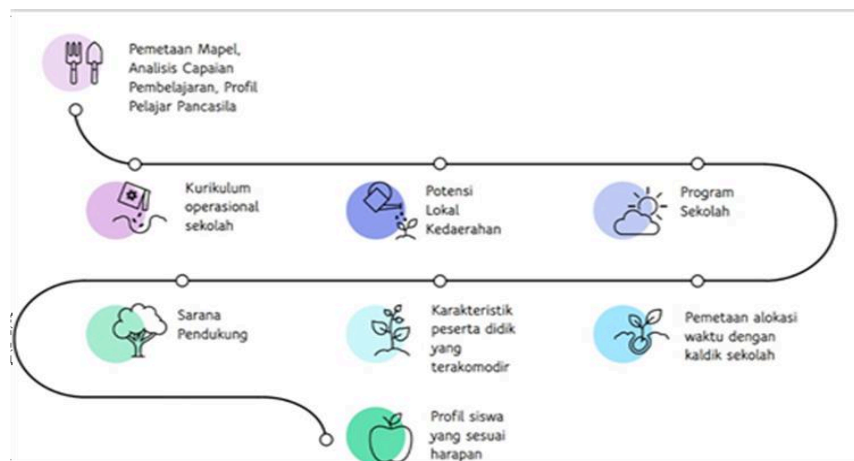 Pemetaan Mapel,
Analisis Capaian
Pembelajaran, Profil
Pelajar Pancasila
Kurikulum
operasional
sekolah
Potensi
Lokal
Kedaerahan
Program
Sekolah
Pemetaan alokasi
waktu dengan
kaldik sekolah
Karakteristik
peserta didik
yang
terakomodir
Sarana
Pendukung
Profil siswa
yang sesuai
harapan